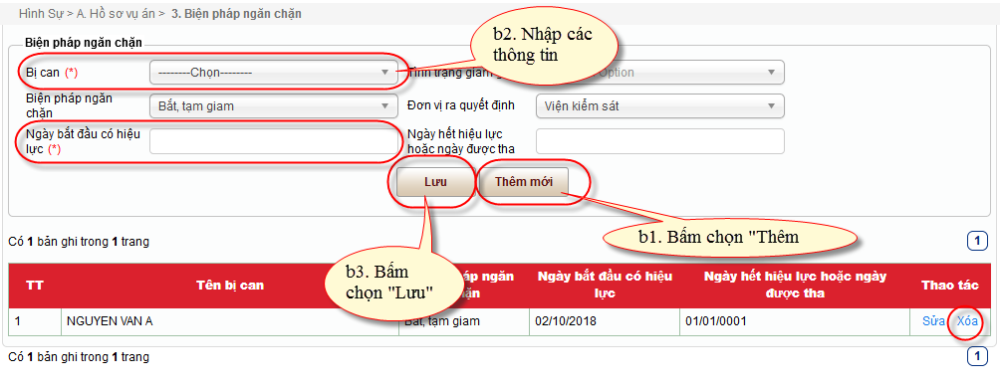 Hình Sự > A. Hồ sơ vụ án > 3. Biện pháp ngăn chặn
Biện pháp ngăn chặn
b2. Nhập các
thông tin
Bị can (*)
--------Chọn--------
Tình trạng giam g
Option
Biện pháp ngăn
chặn
Bắt, tạm giam
Đơn vị ra quyết định
Viện kiểm sát
Ngày bắt đầu có hiệu
lực (*)
Ngày hết hiệu lực
hoặc ngày được tha
Lưu
Thêm mới
b1. Bấm chọn "Thêm
b3. Bấm
chọn "Lưu"
Có 1 bản ghi trong 1 trang
1
TT
Tên bị can
áp ngăn
ặn
Ngày bắt đầu có hiệu
lực
Ngày hết hiệu lực hoặc ngày
được tha
Thao tác
1
NGUYEN VAN A
Bắt, tạm giam
02/10/2018
01/01/0001
Sửa
Xóa
Có 1 bản ghi trong 1 trang
1